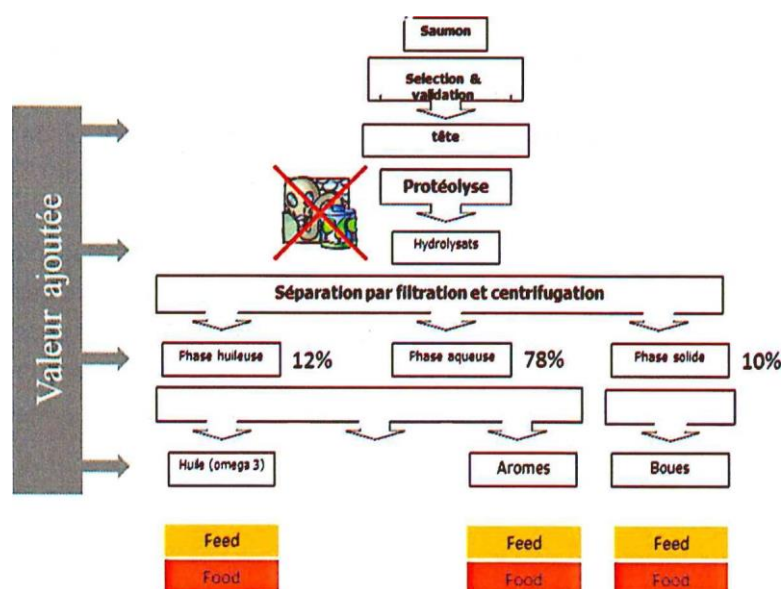 Saumon
Selection &
validation
tête
Protéolyse
Hydrolysats
Séparation par filtration et centrifugation
Phase huileuse 12% Phase aqueuse 78% Phase solide 10%
Huile (omega 3) Aromes Boues
Feed Feed Feed
Food Food Food
Valeur ajoutée